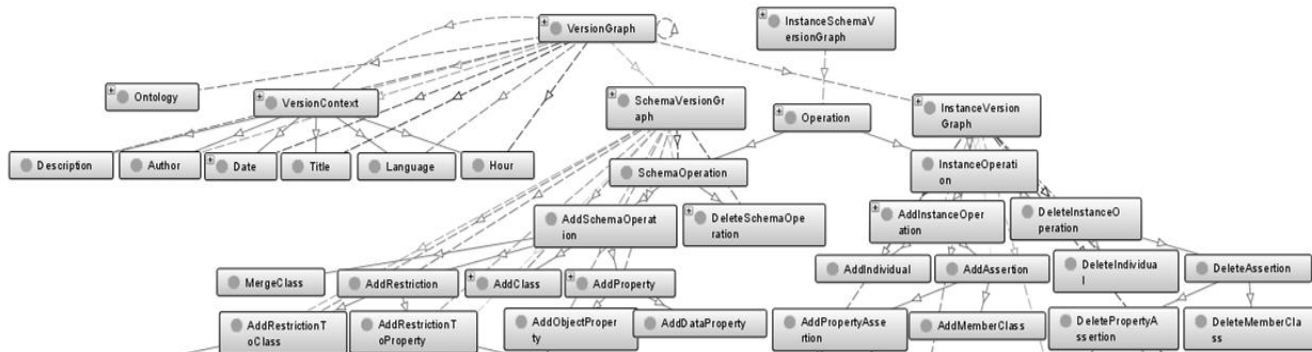 VersionGraph
InstanceSchemaV
ersionGraph
Ontology
VersionContext
SchemaVersionGr
aph
Operation
InstanceVersion
Graph
Description
Author
Date
Title
Language
Hour
SchemaOperation
InstanceOperati
on
AddSchemaOperat
ion
DeleteSchemaOpe
ration
AddInstanceOper
ation
DeleteInstanceO
peration
MergeClass
AddRestriction
AddClass
AddProperty
AddIndividual
AddAssertion
DeleteIndividua
l
DeleteAssertion
AddRestrictionT
oClass
AddRestrictionT
oProperty
AddObjectProper
ty
AddDataProperty
AddPropertyAsse
rtion
AddMemberClass
DeletePropertyA
ssertion
DeleteMemberCla
ss